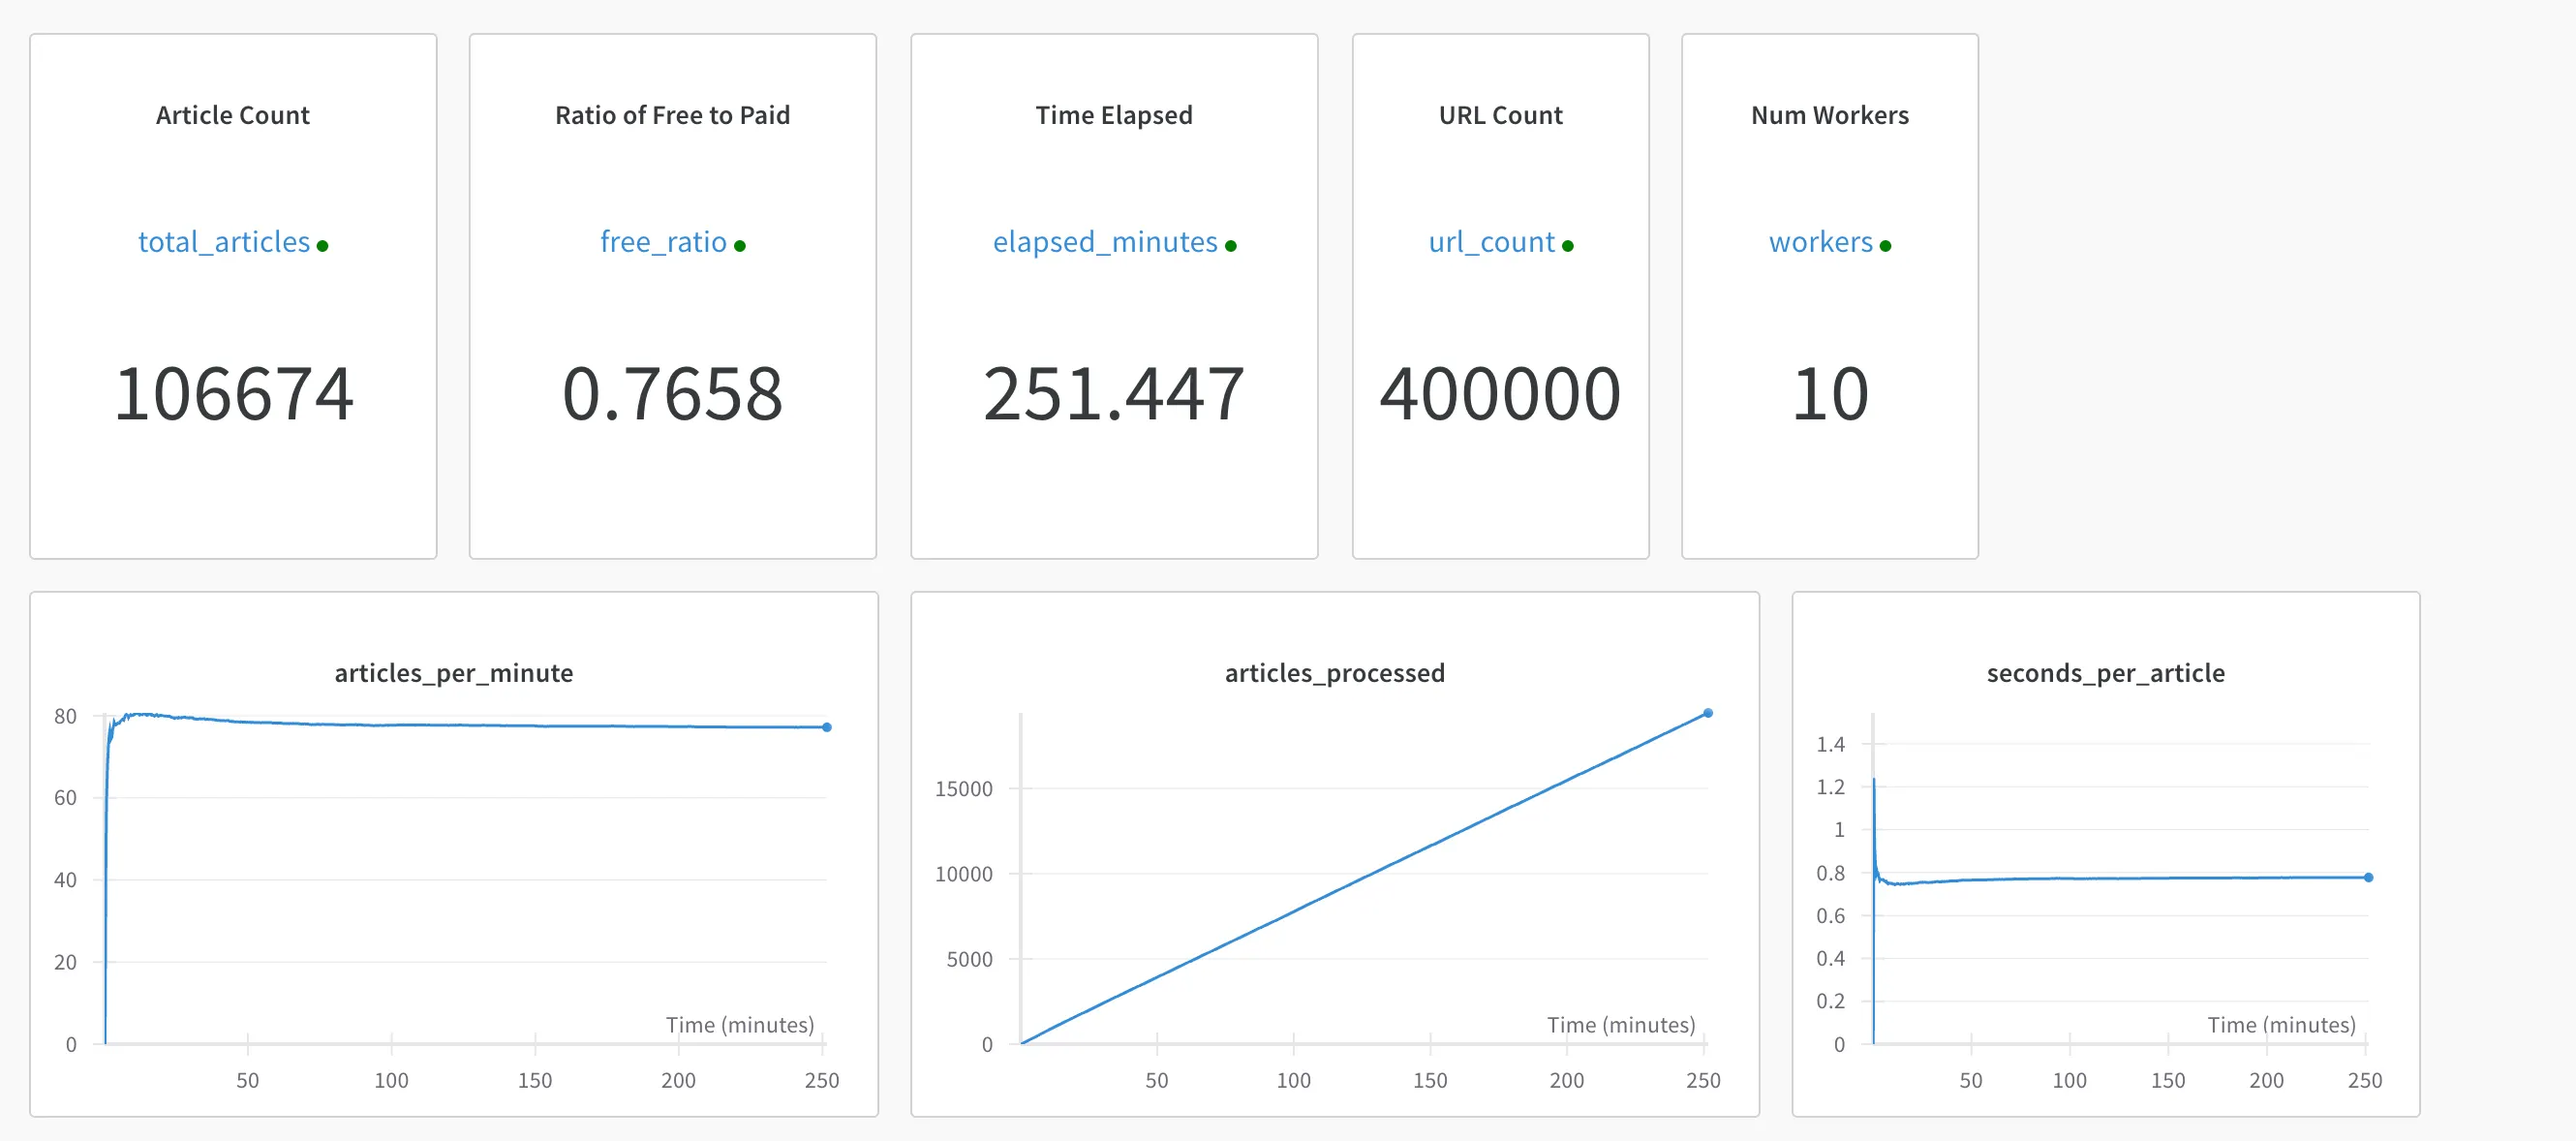 Article Count
total_articles
106674
Ratio of Free to Paid
free_ratio
0.7658
Time Elapsed
elapsed_minutes
251.447
URL Count
url_count
400000
Num Workers
workers
10
articles_per_minute
80
60
40
20
0
Time (minutes)
50 100 150 200 250
articles_processed
15000
10000
5000
0
Time (minutes)
50 100 150 200 250
seconds_per_article
1.4
1.2
1
0.8
0.6
0.4
0.2
0
Time (minutes)
50 100 150 200 250